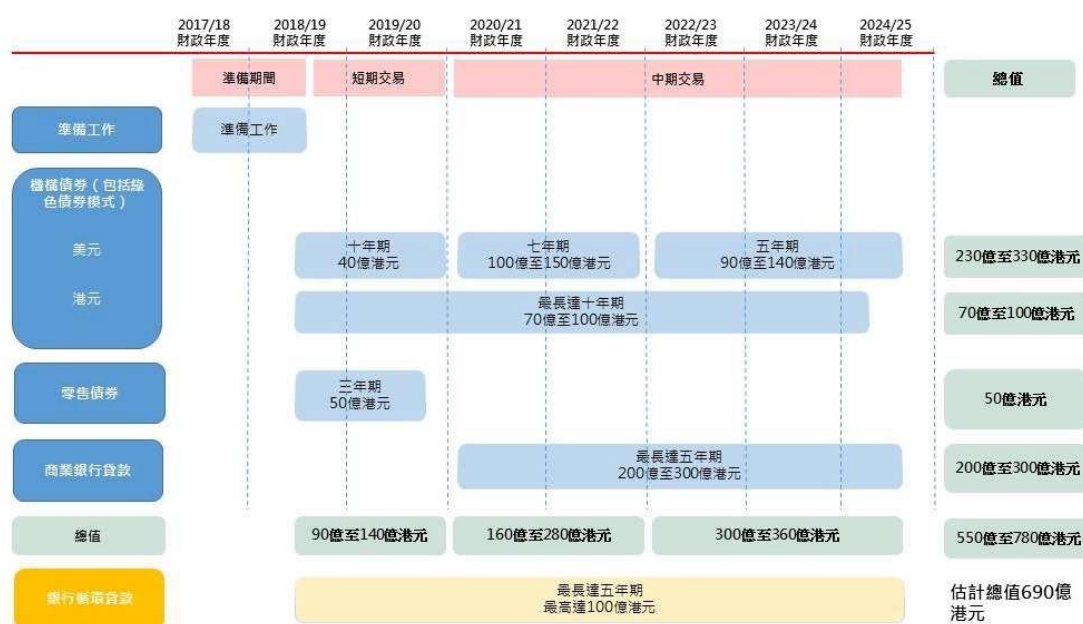 2017/18 2018/19 2019/20 2020/21 2021/22 2022/23 2023/24 2024/25
財政年度 財政年度 財政年度 財政年度 財政年度 財政年度 財政年度 財政年度
準備期間 短期交易 中期交易 總值
準備工作 準備工作
機構債券（包括綠
色債券模式）
美元
十年期
40億港元
七年期
100億至150億港元
五年期
90億至140億港元
230億至330億港元
港元
最長達十年期
70億至100億港元
70億至100億港元
零售債券
三年期
50億港元
50億港元
商業銀行貸款
最長達五年期
200億至300億港元
200億至300億港元
總值 90億至140億港元 160億至280億港元 300億至360億港元 550億至780億港元
銀行循環貸款
最長達五年期
最高達100億港元
估計總值690億
港元